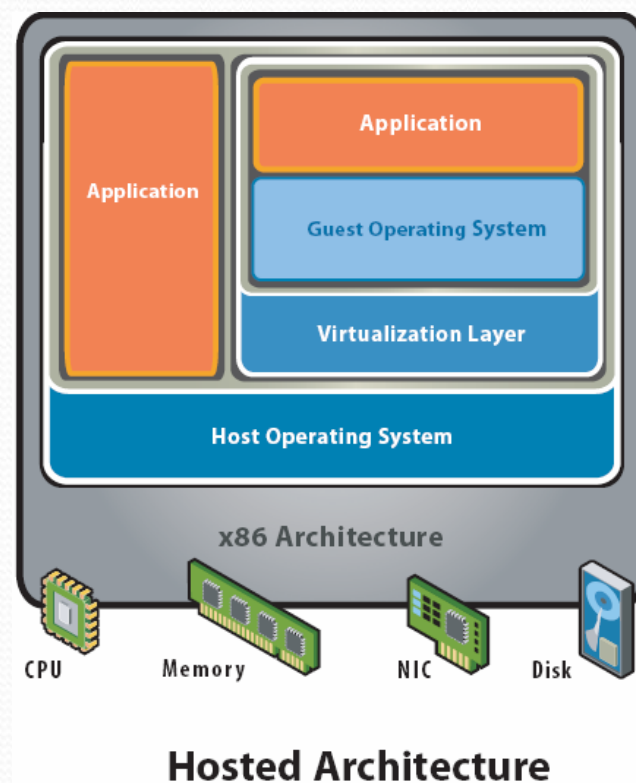 Application
Application
Guest Operating System
Virtualization Layer
Host Operating System
x86 Architecture
CPU
Memory
NIC
Disk
Hosted Architecture